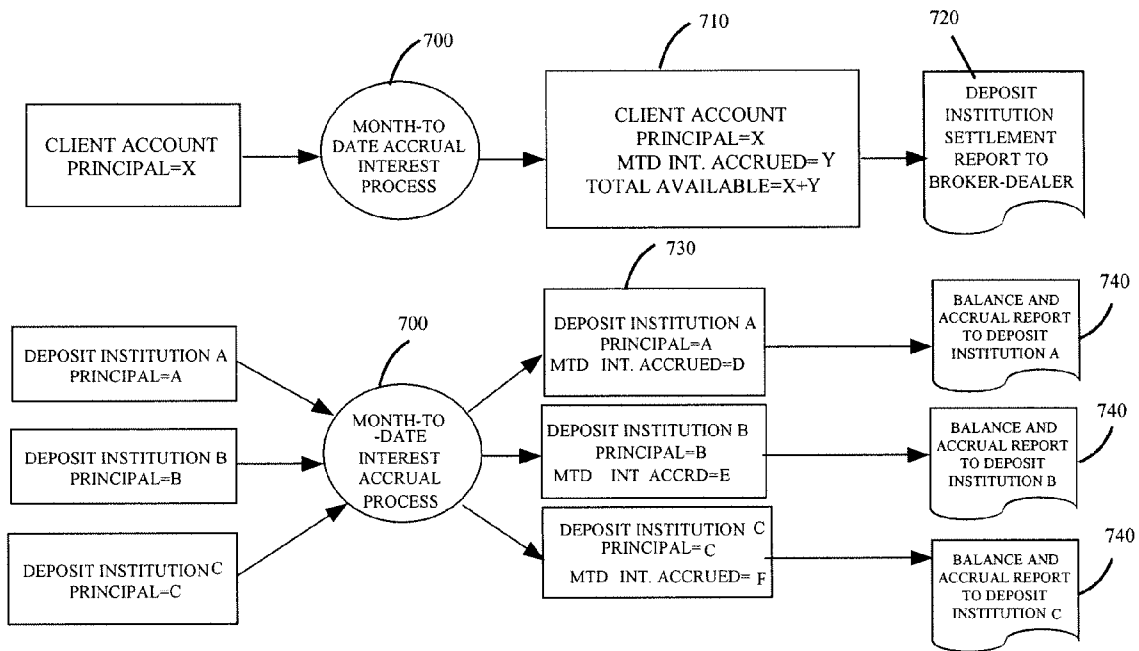 700
710
720
CLIENT ACCOUNT
PRINCIPAL=X
MONTH-TO
DATE ACCRUAL
INTEREST
PROCESS
CLIENT ACCOUNT
PRINCIPAL=X
MTD INT. ACCRUED=Y
TOTAL AVAILABLE=X+Y
DEPOSIT
INSTITUTION
SETTLEMENT
REPORT TO
BROKER-DEALER
700
730
740
DEPOSIT INSTITUTION A
PRINCIPAL=A
DEPOSIT INSTITUTION B
PRINCIPAL=B
DEPOSIT INSTITUTION C
PRINCIPAL=C
MONTH-TO
-DATE
INTEREST
ACCRUAL
PROCESS
DEPOSIT INSTITUTION A
PRINCIPAL=A
MTD INT. ACCRUED=D
BALANCE AND
ACCRUAL REPORT
TO DEPOSIT
INSTITUTION A
DEPOSIT INSTITUTION B
PRINCIPAL=B
MTD INT ACCRD=E
740
BALANCE AND
ACCRUAL REPORT
TO DEPOSIT
INSTITUTION B
DEPOSIT INSTITUTION C
PRINCIPAL=C
MTD INT. ACCRUED= F
740
BALANCE AND
ACCRUAL REPORT
TO DEPOSIT
INSTITUTION C